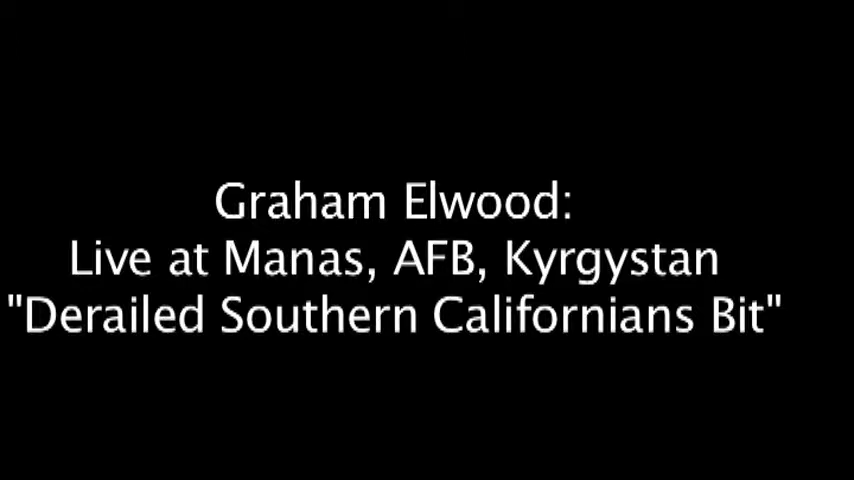 Graham Elwood:
Live at Manas, AFB, Kyrgystan
"Derailed Southern Californians Bit"